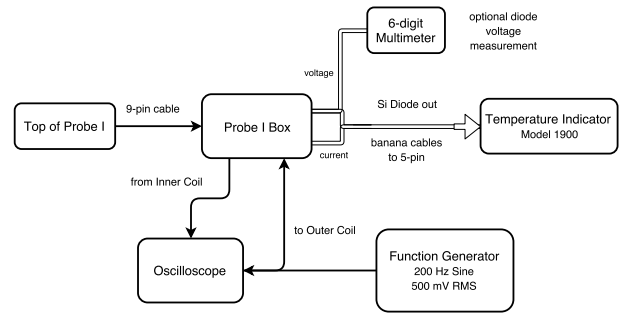 6-digit
Multimeter
optional diode
voltage
measurement
voltage
9-pin cable
Si Diode out
Top of Probe I
Probe I Box
Temperature Indicator
Model 1900
current
banana cables
to 5-pin
from Inner Coil
to Outer Coil
Oscilloscope
Function Generator
200 Hz Sine
500 mV RMS